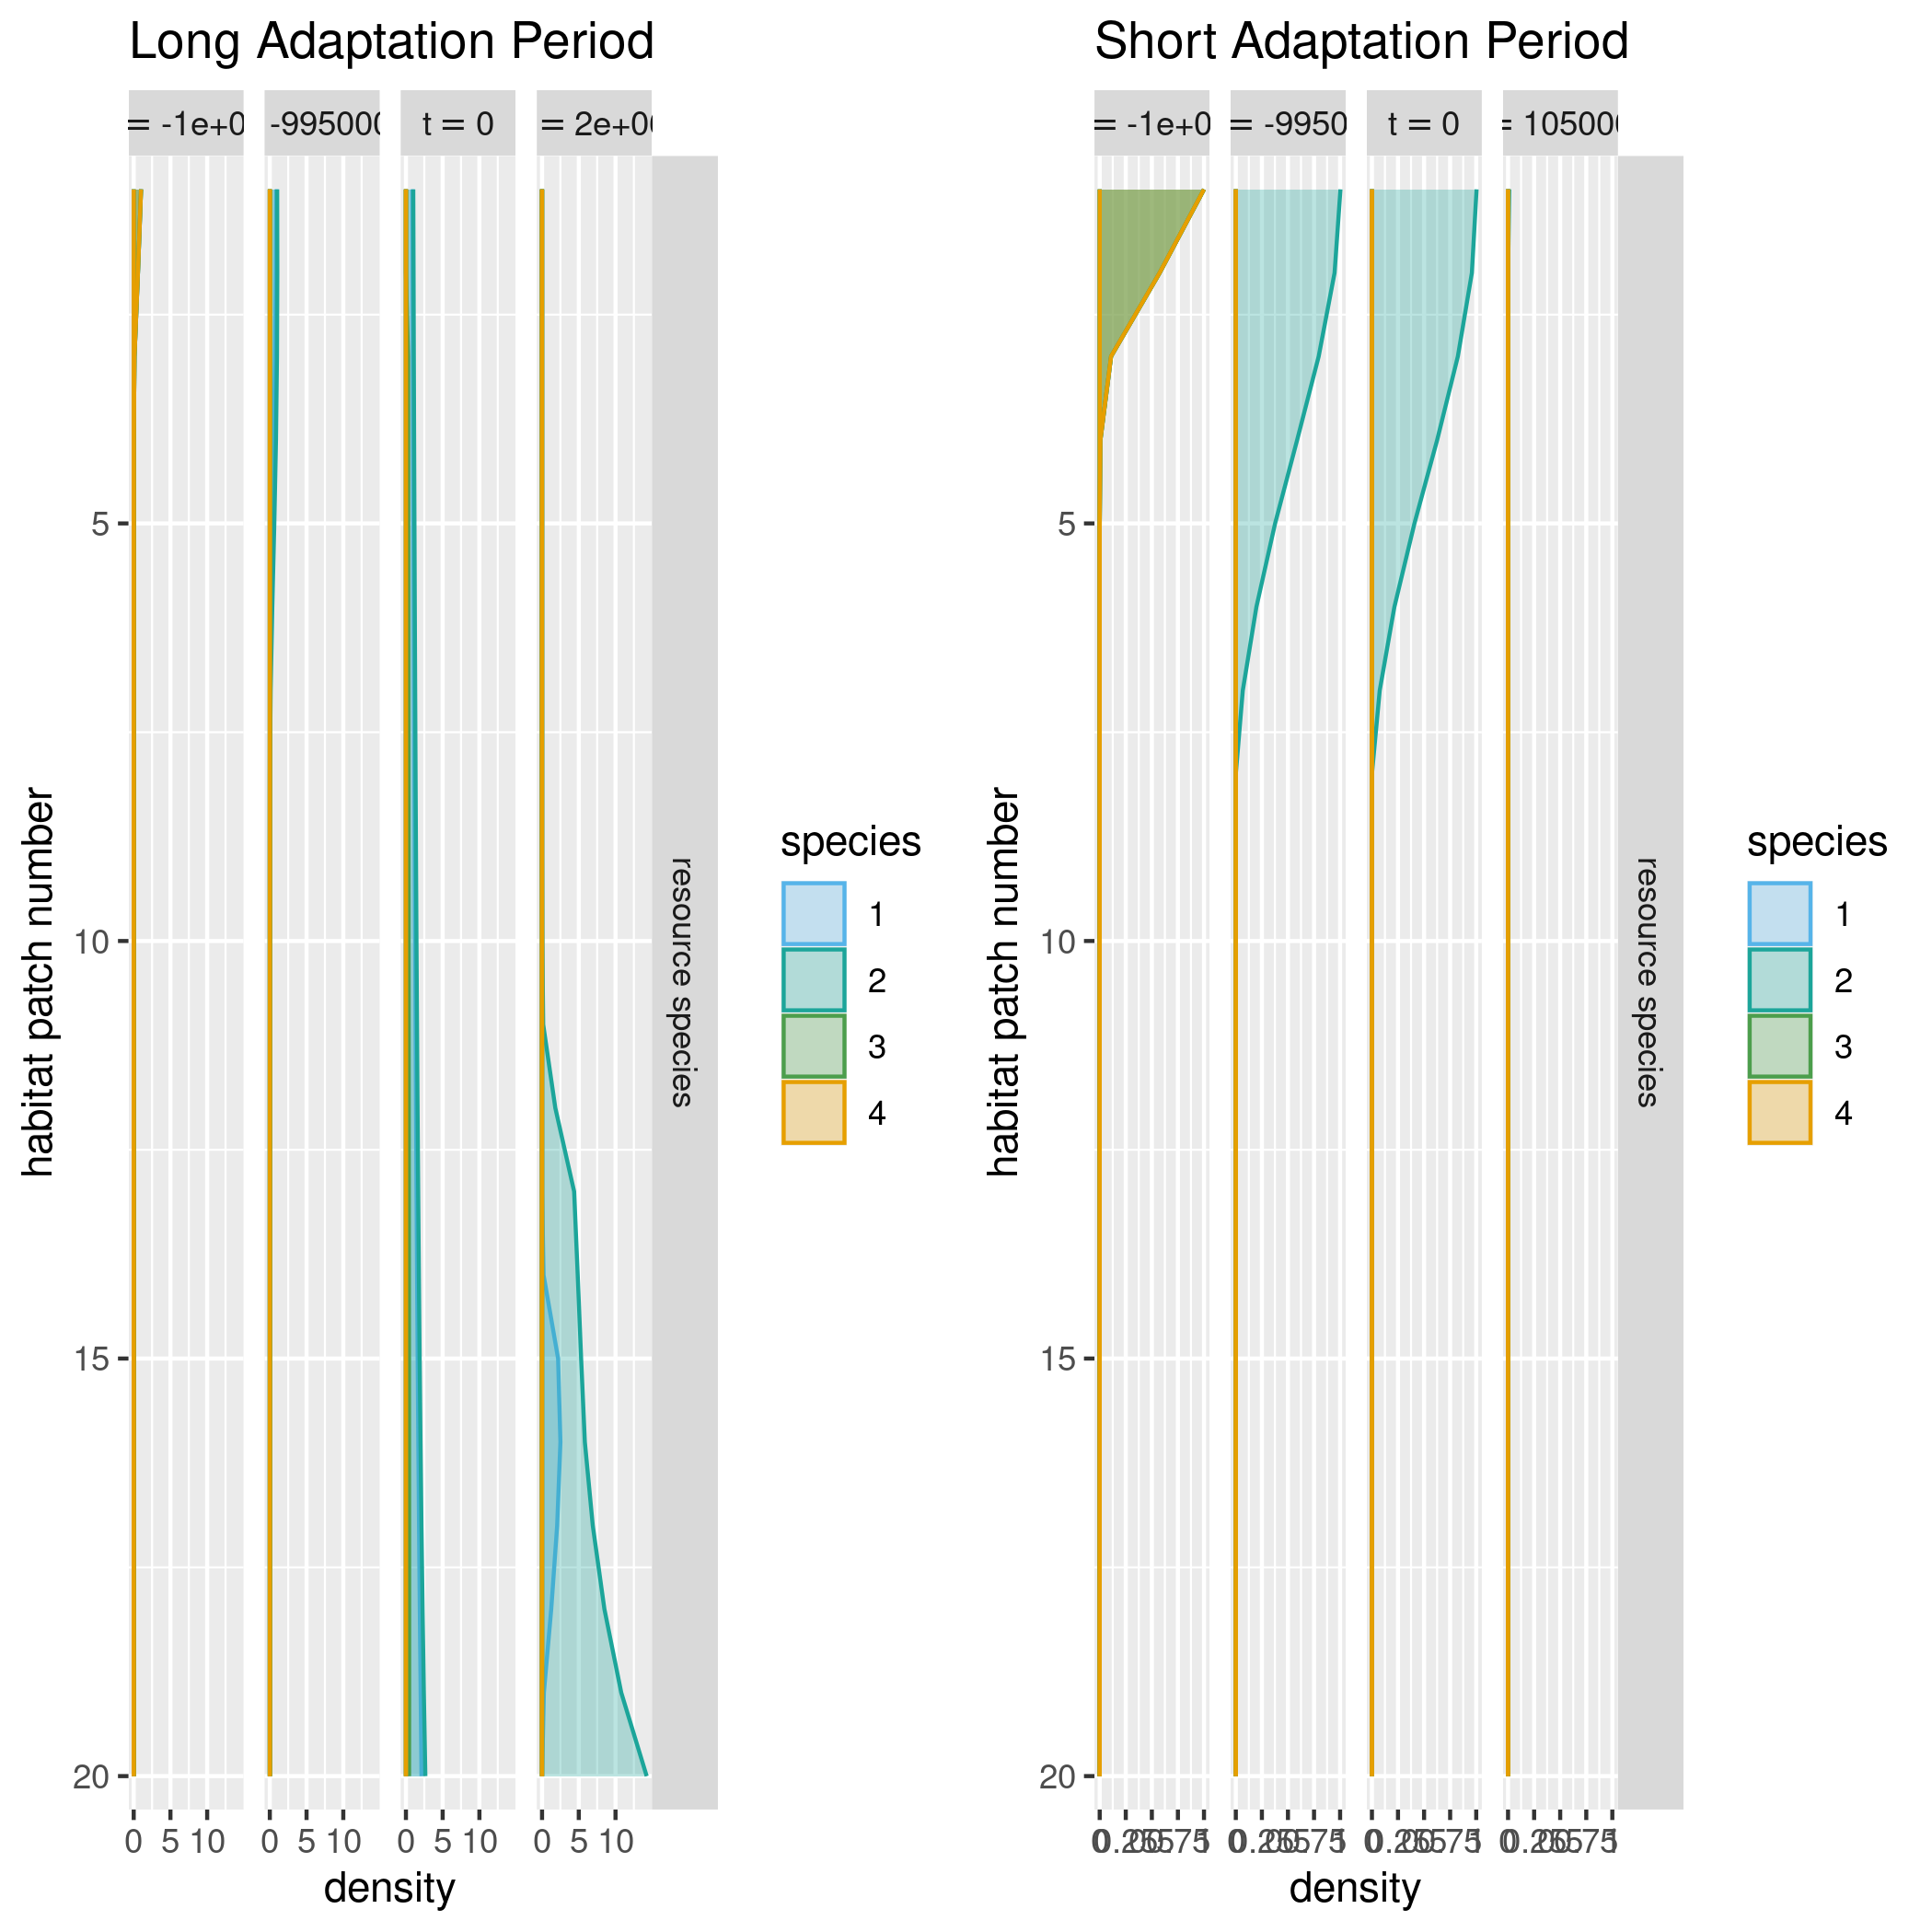 Long Adaptation Period
= -1e+0
-995000
t = 0
= 2e+00
5
10
15
20
habitat patch number
resource species
0 5 10
0 5 10
0 5 10
0 5 10
density
species
1
2
3
4
Short Adaptation Period
= -1e+0
= -9950
t = 0
= 105000
5
10
15
20
habitat patch number
resource species
density
species
1
2
3
4